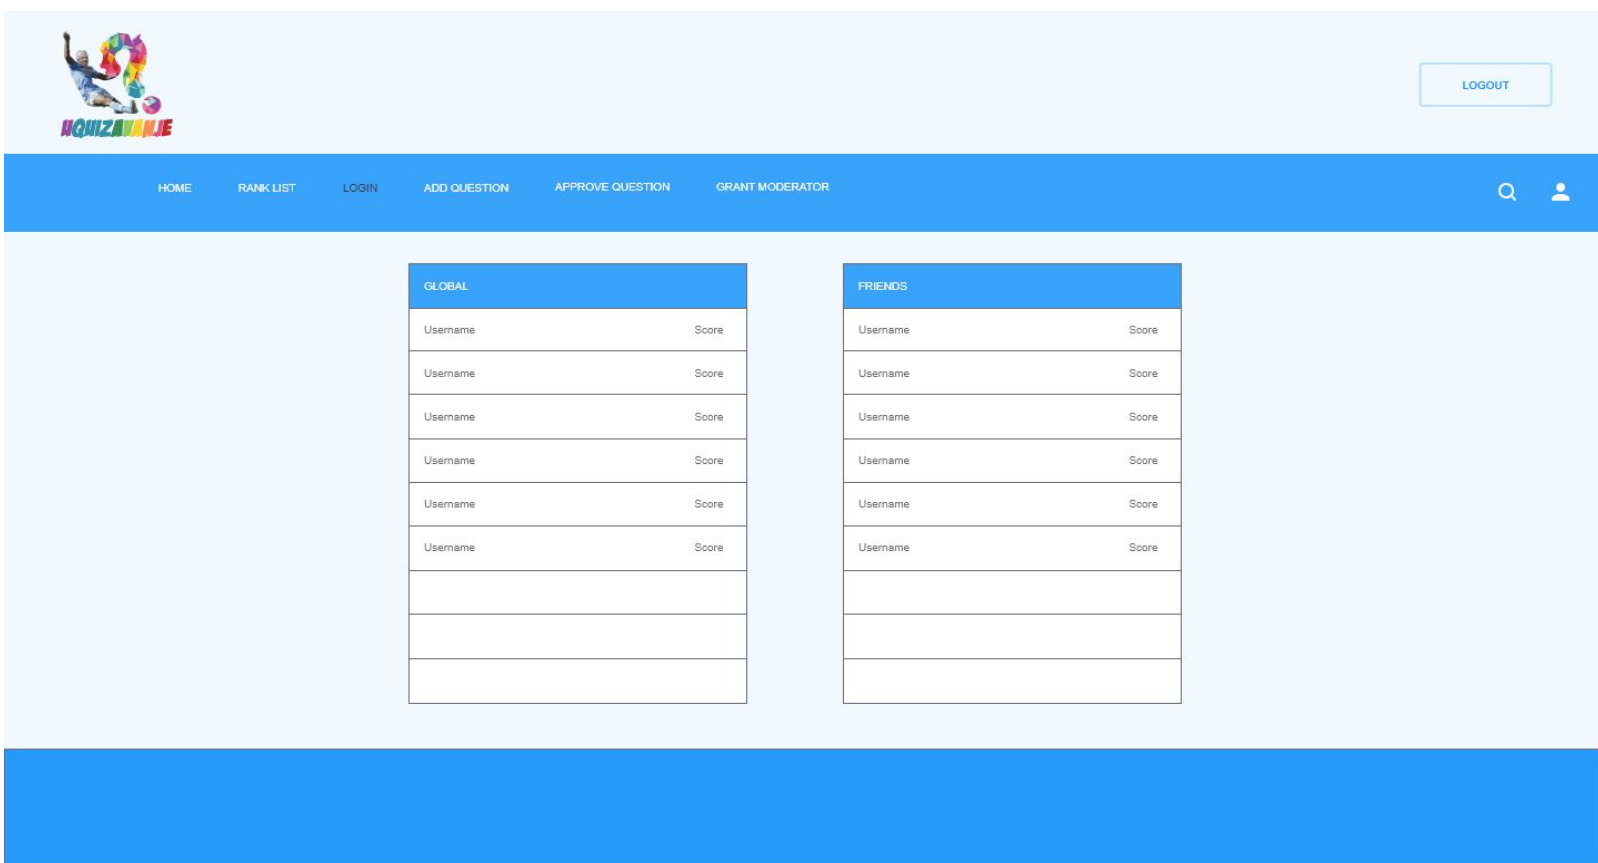 UQUIZAVANJE
LOGOUT
HOME RANK LIST LOGIN ADD QUESTION APPROVE QUESTION GRANT MODERATOR
GLOBAL
Username Score
Username Score
Username Score
Username Score
Username Score
Username Score
FRIENDS
Username Score
Username Score
Username Score
Username Score
Username Score
Username Score